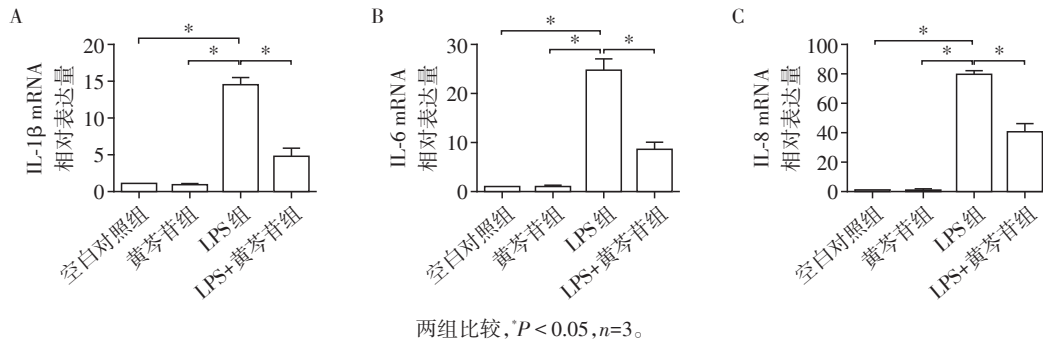 A
IL-1β mRNA
相对表达量
20
15
10
5
0
*
*
*
空白对照组
黄芩苷组
LPS组
LPS+黄芩苷组
B
IL-6 mRNA
相对表达量
30
20
10
0
*
*
*
空白对照组
黄芩苷组
LPS组
LPS+黄芩苷组
C
IL-8 mRNA
相对表达量
100
80
60
40
20
0
*
*
*
空白对照组
黄芩苷组
LPS组
LPS+黄芩苷组
两组比较,*P<0.05,n=3。